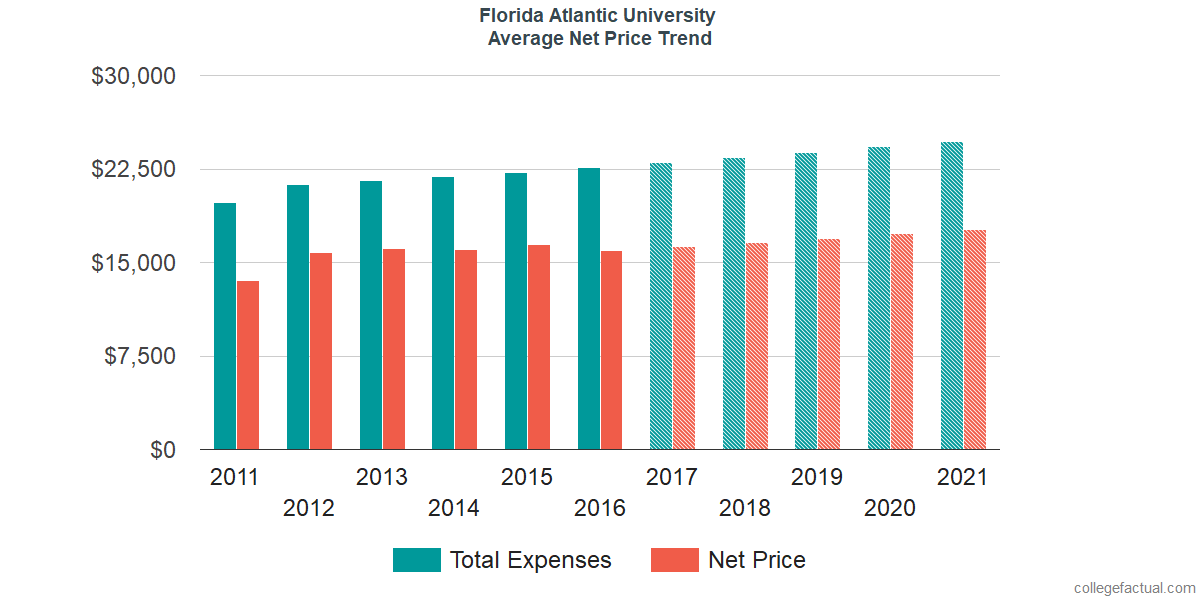 Florida Atlantic University
Average Net Price Trend
$30,000
$22,500
$15,000
$7,500
$0
2011 2013 2015 2017 2019 2021
2012 2014 2016 2018 2020
Total Expenses Net Price
collegefactual.com